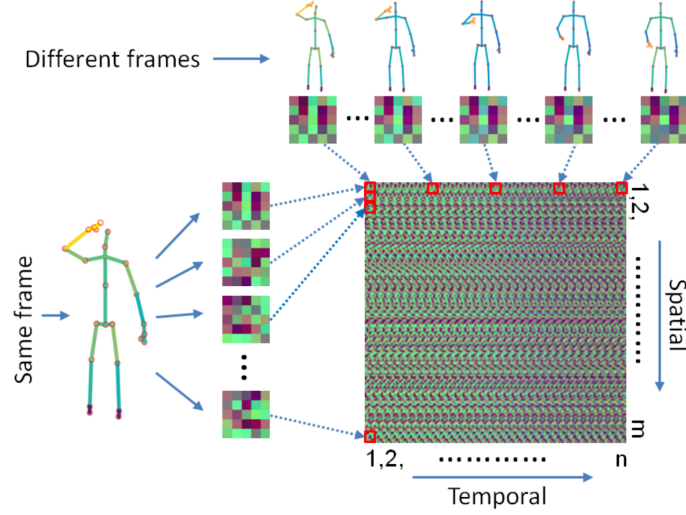 Different frames
Same frame
1,2,
Spatial
m
1,2,
n
Temporal